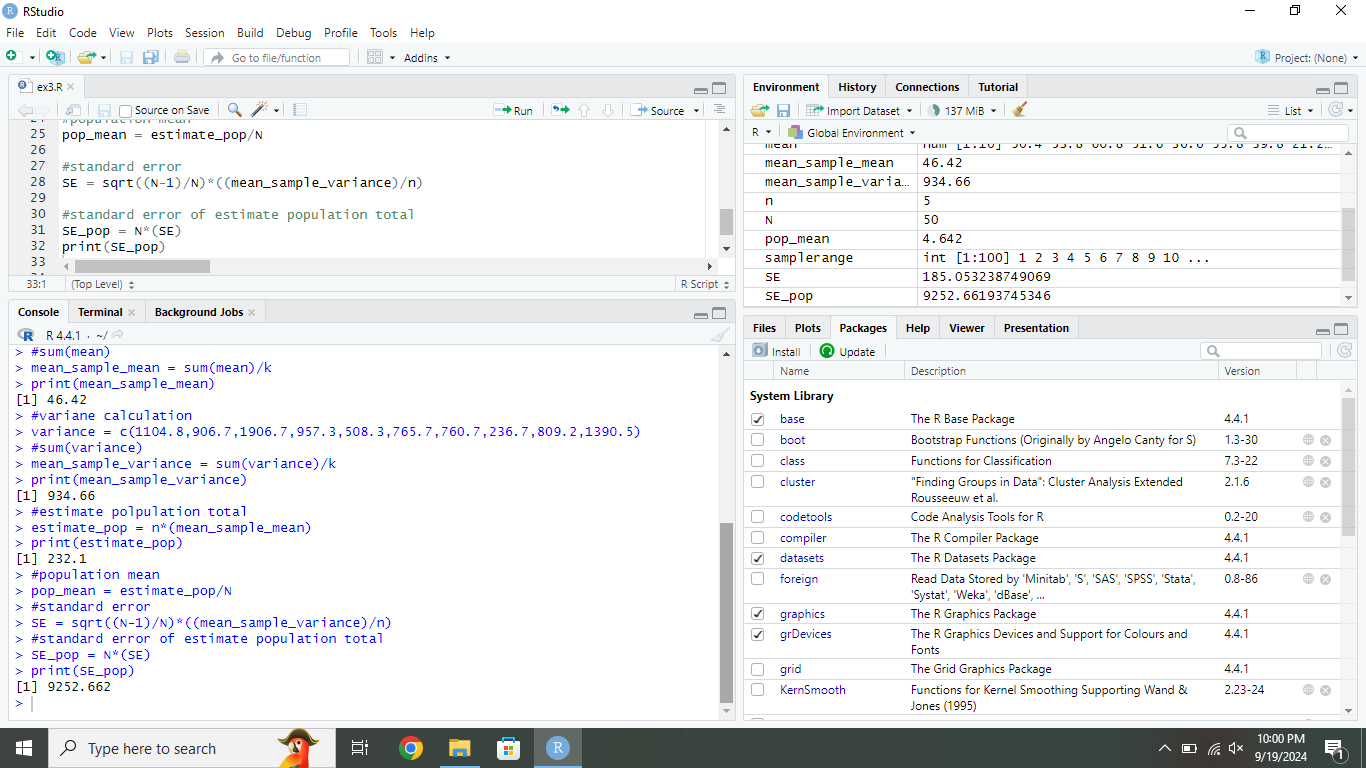 RStudio
File Edit Code View Plots Session Build Debug Profile Tools Help
Go to file/function Addins Project: (None)
ex3.R
Source on Save Run Source
#population mean
25 pop_mean = estimate_pop/N
26
27 #standard error
28 SE = sqrt((N-1)/N)*((mean_sample_variance)/n)
29
30 #standard error of estimate population total
31 SE_pop = N*(SE)
32 print(SE_pop)
33
33:1 (Top Level) R Script
Console Terminal Background Jobs
R 4.4.1 · ~/
> #sum(mean)
> mean_sample_mean = sum(mean)/k
> print(mean_sample_mean)
[1] 46.42
> #variane calculation
> variance = c(1104.8,906.7,1906.7,957.3,508.3,765.7,760.7,236.7,809.2,1390.5)
> #sum(variance)
> mean_sample_variance = sum(variance)/k
> print(mean_sample_variance)
[1] 934.66
> #estimate polpulation total
> estimate_pop = n*(mean_sample_mean)
> print(estimate_pop)
[1] 232.1
> #population mean
> pop_mean = estimate_pop/N
> #standard error
> SE = sqrt((N-1)/N)*((mean_sample_variance)/n)
> #standard error of estimate population total
> SE_pop = N*(SE)
> print(SE_pop)
[1] 9252.662
>
Environment History Connections Tutorial
Import Dataset 137 MiB List
R Global Environment
mean num [1:10]
mean_sample_mean 46.42
mean_sample_varia... 934.66
n 5
N 50
pop_mean 4.642
samplerange int [1:100] 1 2 3 4 5 6 7 8 9 10 ...
SE 185.053238749069
SE_pop 9252.66193745346
Files Plots Packages Help Viewer Presentation
Install Update
Name Description Version
System Library
base The R Base Package 4.4.1
boot Bootstrap Functions (Originally by Angelo Canty for S) 1.3-30
class Functions for Classification 7.3-22
cluster "Finding Groups in Data": Cluster Analysis Extended 2.1.6
Rousseeuw et al.
codetools Code Analysis Tools for R 0.2-20
compiler The R Compiler Package 4.4.1
datasets The R Datasets Package 4.4.1
foreign Read Data Stored by 'Minitab', 'S', 'SAS', 'SPSS', 'Stata', 0.8-86
'Systat', 'Weka', 'dBase', ...
graphics The R Graphics Package 4.4.1
grDevices The R Graphics Devices and Support for Colours and 4.4.1
Fonts
grid The Grid Graphics Package 4.4.1
KernSmooth Functions for Kernel Smoothing Supporting Wand & 2.23-24
Jones (1995)
Type here to search
10:00 PM
9/19/2024
1